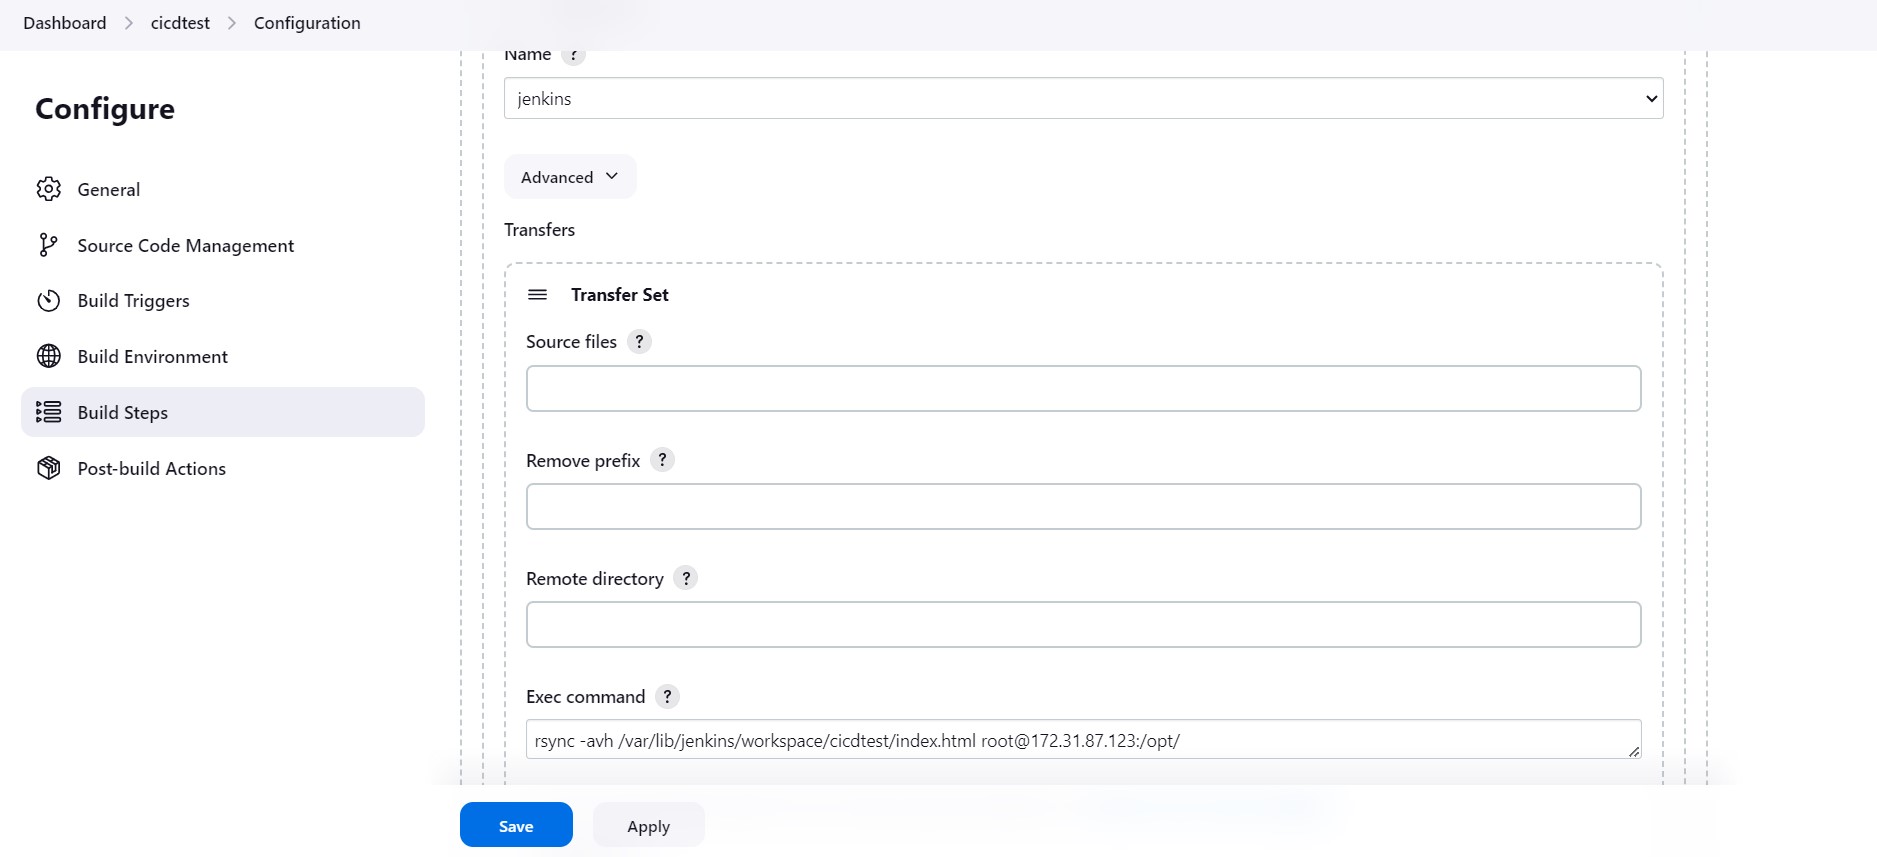 Dashboard > cicdtest > Configuration
Configure
General
Source Code Management
Build Triggers
Build Environment
Build Steps
Post-build Actions
Name ?
jenkins
Advanced
Transfers
Transfer Set
Source files ?
Remove prefix ?
Remote directory ?
Exec command ?
rsync -avh /var/lib/jenkins/workspace/cicdtest/index.html root@172.31.87.123:/opt/
Save Apply